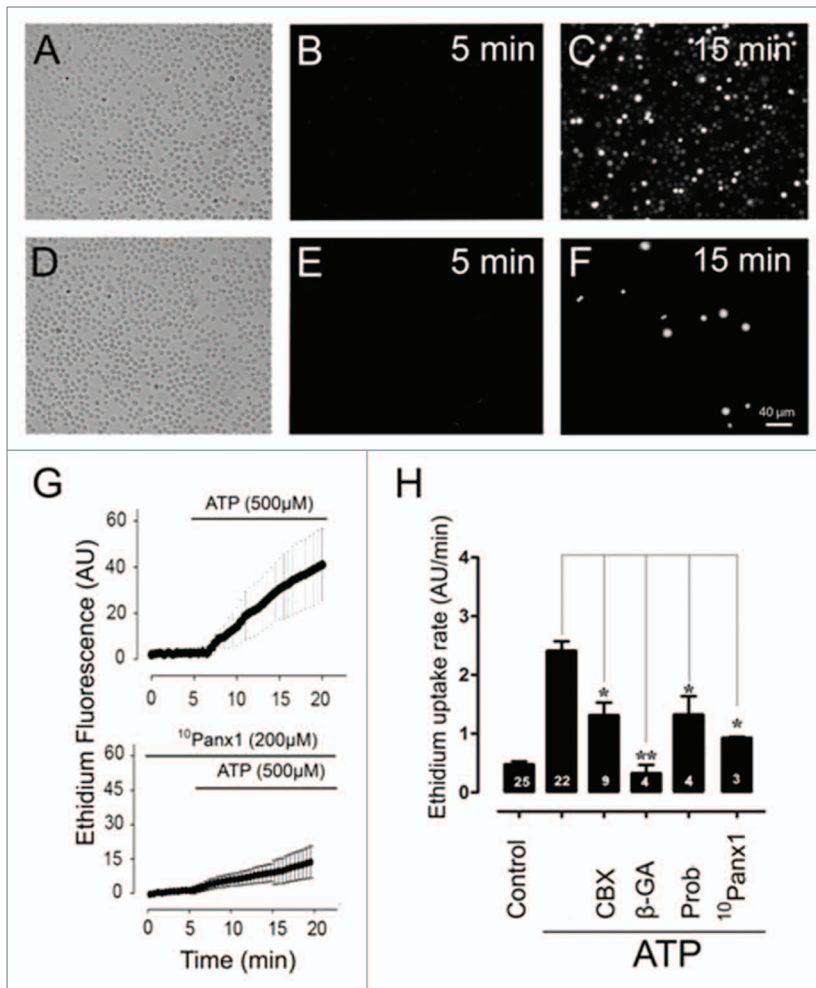 A
B 5 min
C 15 min
D
E 5 min
F 15 min
40 µm
G
ATP (500µM)
60
40
20
0
0 5 10 15 20
¹⁰Panx1 (200µM)
ATP (500µM)
60
45
30
15
0
0 5 10 15 20
Time (min)
Ethidium Fluorescence (AU)
H
Ethidium uptake rate (AU/min)
4
2
1
0
* ** * *
25 22 9 4 4 3
Control
CBX
β-GA
Prob
¹⁰Panx1
ATP